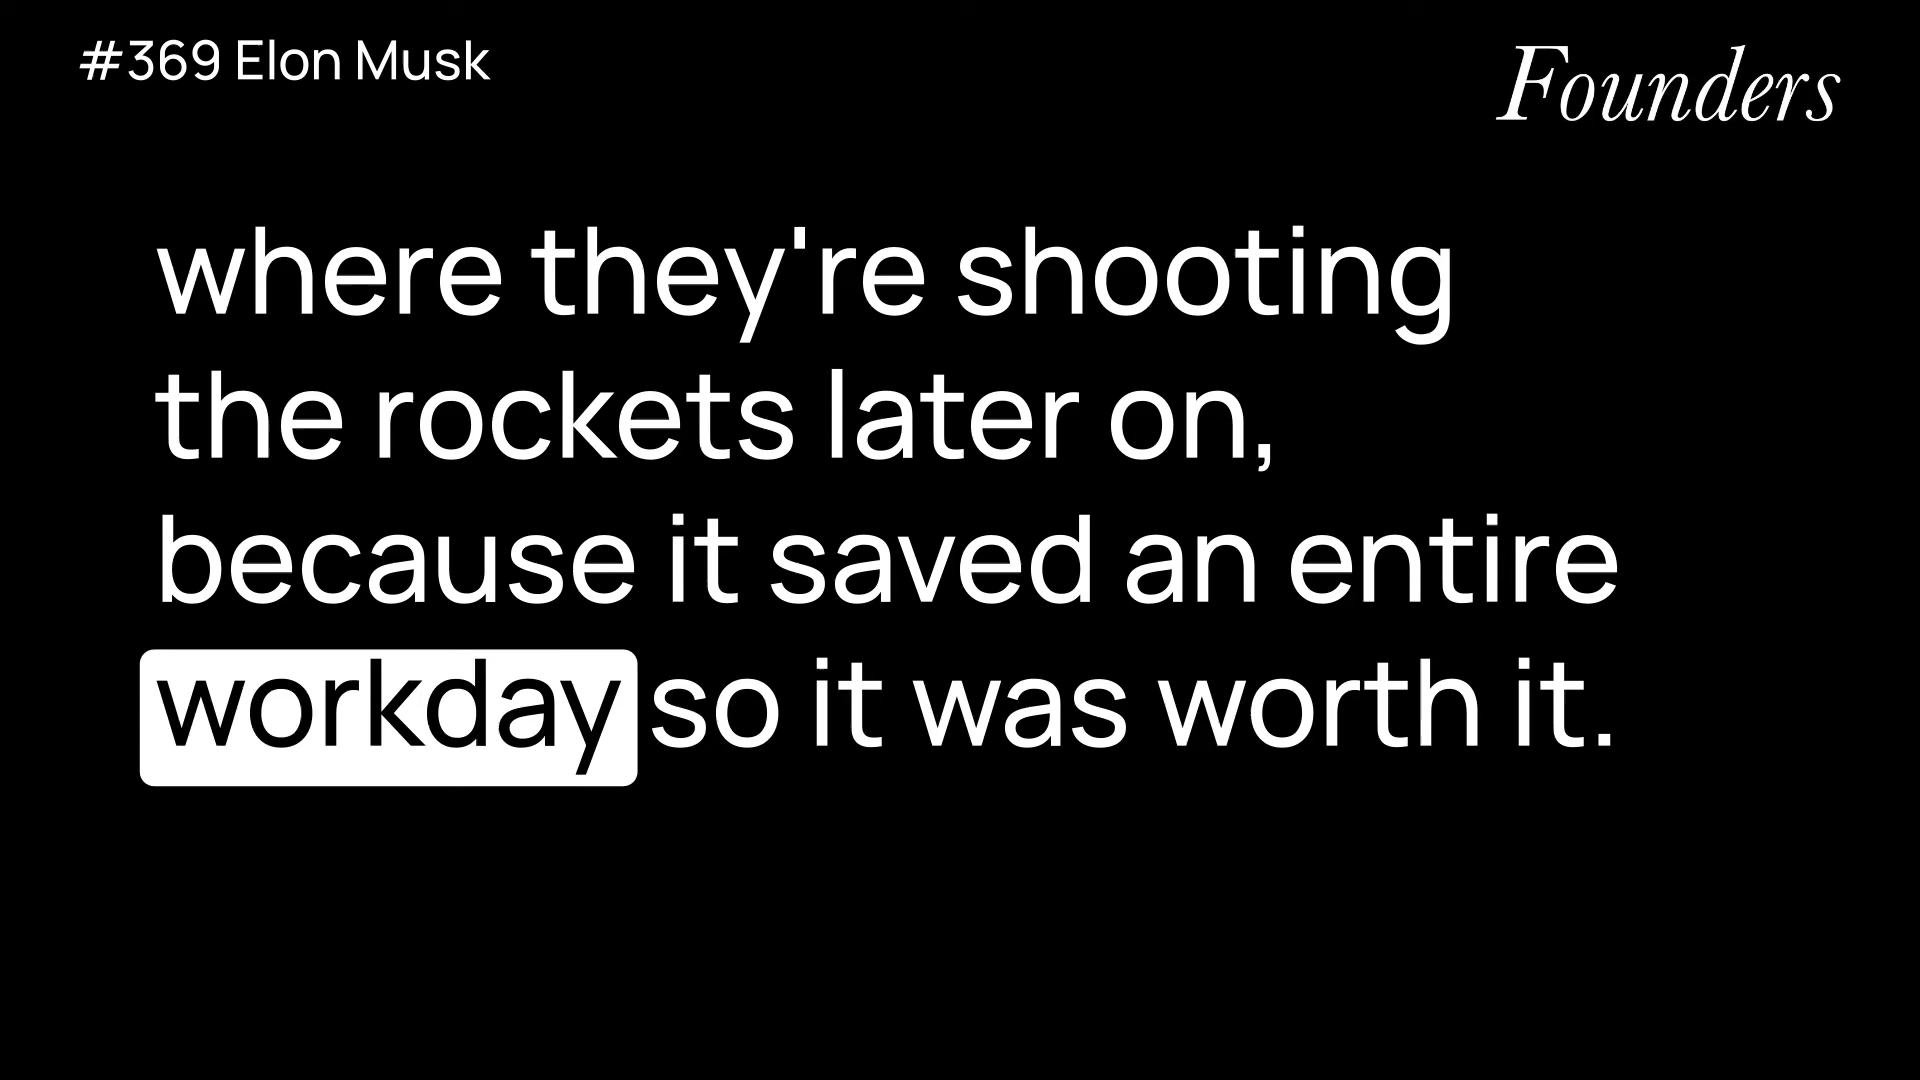 #369 Elon Musk
Founders
where they're shooting
the rockets later on,
because it saved an entire
workday so it was worth it.